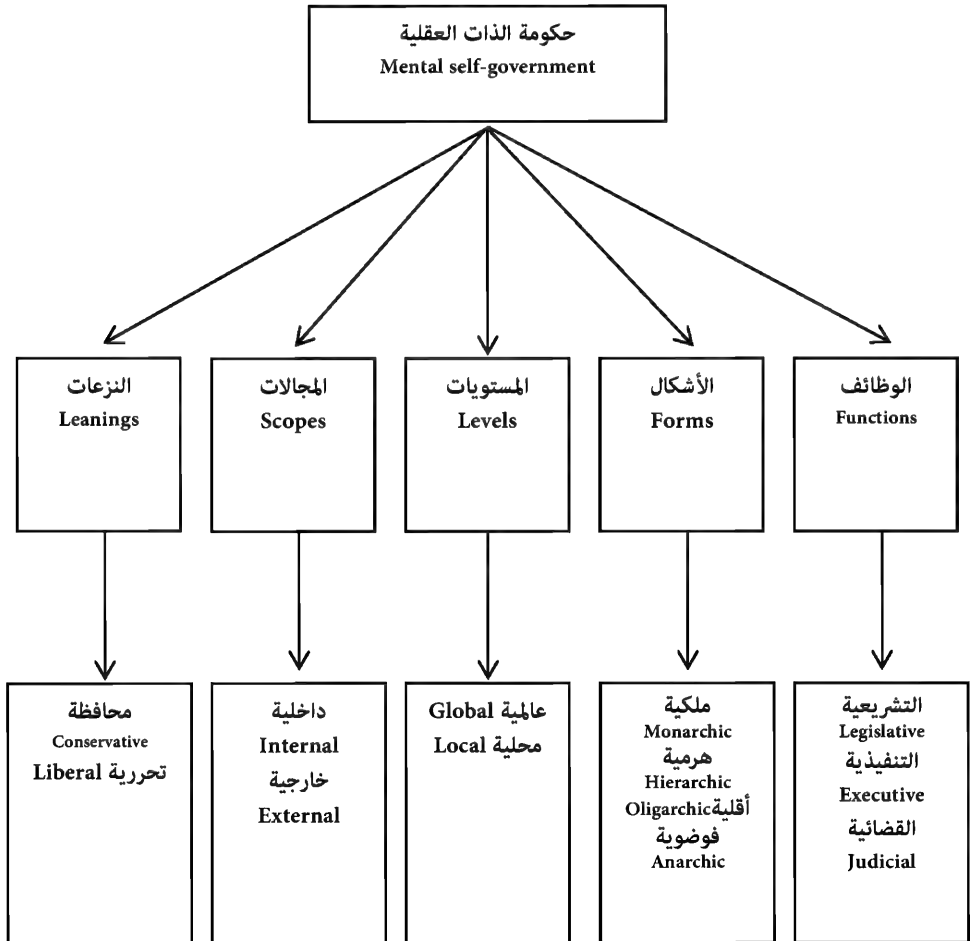 حكومة الذات العقلية
Mental self-government
الوظائف
Functions
الأشكال
Forms
المستويات
Levels
المجالات
Scopes
النزعات
Leanings
التشريعية
Legislative
التنفيذية
Executive
القضائية
Judicial
ملكية
Monarchic
هرمية
Hierarchic
أقلية Oligarchic
فوضوية
Anarchic
عالمية Global
محلية Local
داخلية
Internal
خارجية
External
محافظة
Conservative
تحررية Liberal